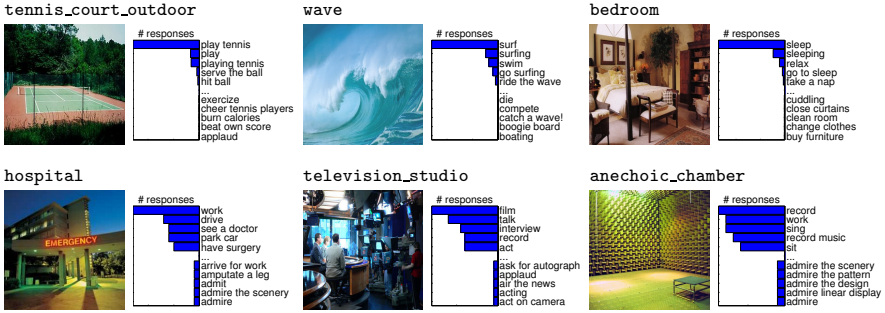 tennis_court_outdoor
# responses
play tennis
play
playing tennis
serve the ball
hit ball
...
exercize
cheer tennis players
burn calories
beat own score
applaud
wave
# responses
surf
surfing
swim
go surfing
ride the wave
...
die
compete
catch a wave!
boogie board
boating
bedroom
# responses
sleep
sleeping
relax
go to sleep
take a nap
...
cuddling
close curtains
clean room
change clothes
buy furniture
hospital
EMERGENCY
# responses
work
drive
see a doctor
park car
have surgery
...
arrive for work
amputate a leg
admit
admire the scenery
admire
television_studio
# responses
film
talk
interview
record
act
...
ask for autograph
applaud
air the news
acting
act on camera
anechoic_chamber
# responses
record
work
sing
record music
sit
...
admire the scenery
admire the pattern
admire the design
admire linear display
admire